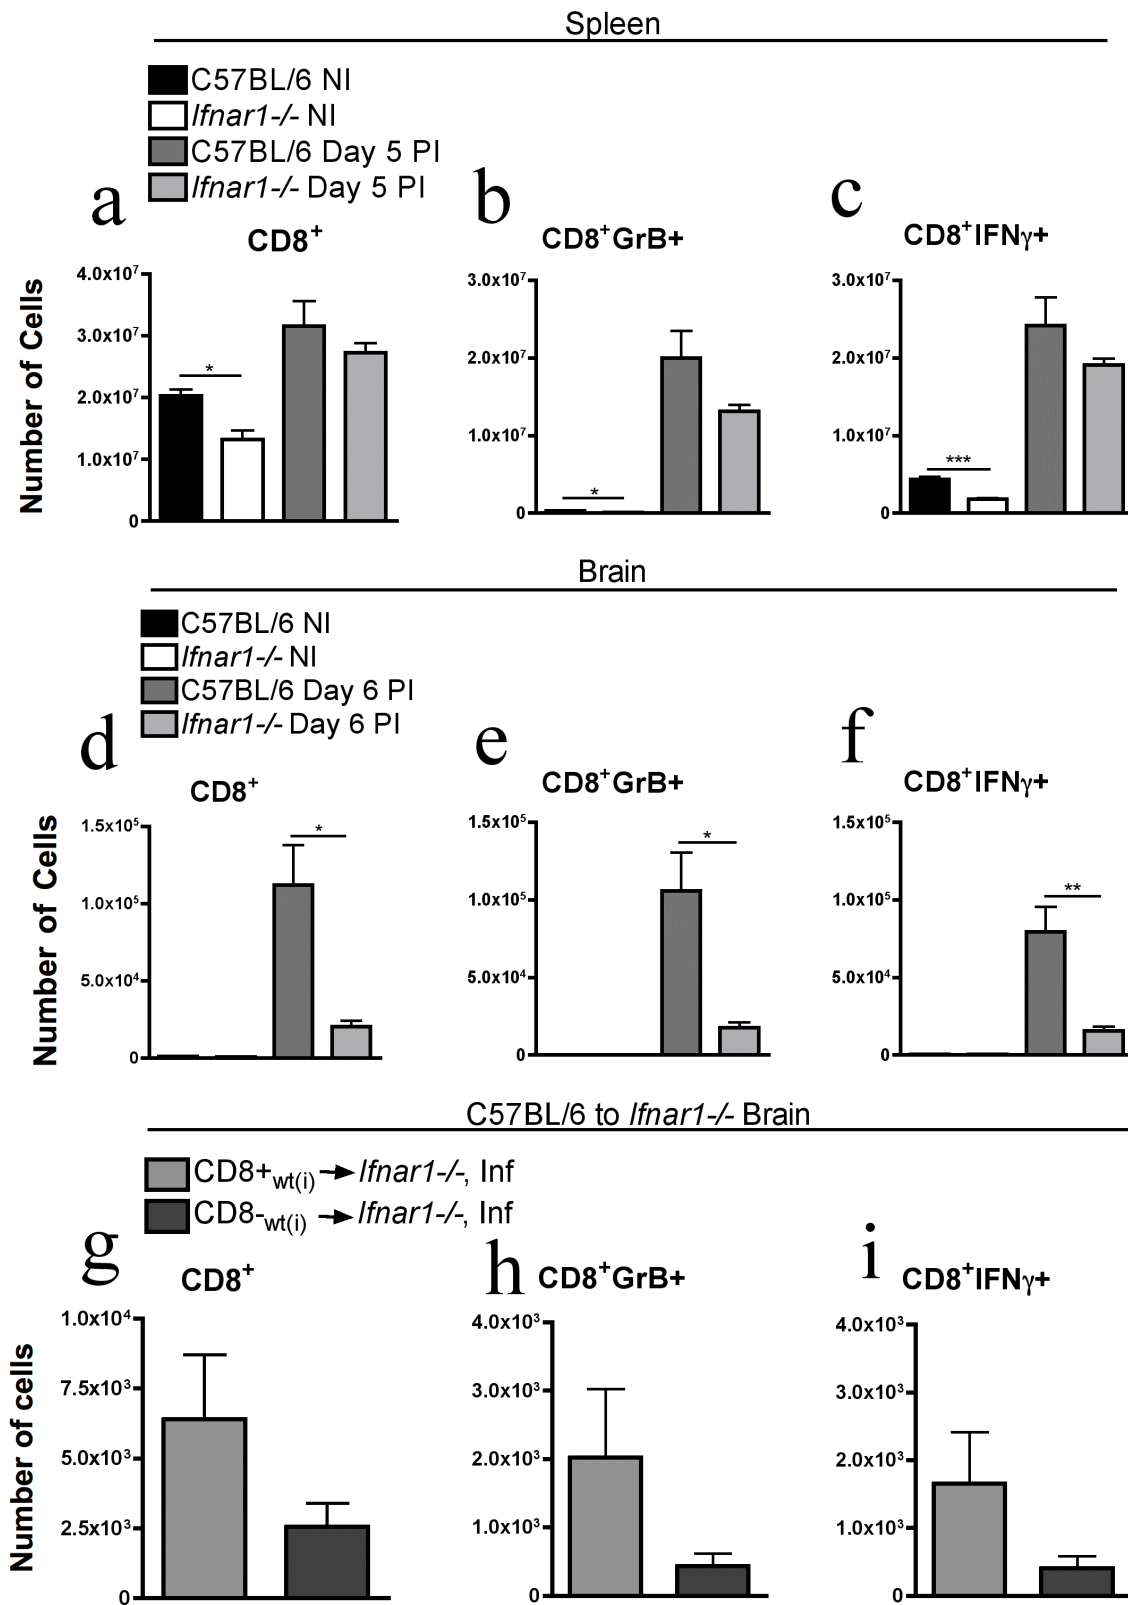 Spleen
C57BL/6 NI
Ifnar1-/- NI
C57BL/6 Day 5 PI
Ifnar1-/- Day 5 PI
a b c
CD8+ CD8+GrB+ CD8+IFNγ+
Number of Cells
4.0x10⁷
3.0x10⁷
2.0x10⁷
1.0x10⁷
0
*
3.0x10⁷
2.0x10⁷
1.0x10⁷
0
*
3.0x10⁷
2.0x10⁷
1.0x10⁷
0
***
Brain
C57BL/6 NI
Ifnar1-/- NI
C57BL/6 Day 6 PI
Ifnar1-/- Day 6 PI
d e f
CD8+ CD8+GrB+ CD8+IFNγ+
Number of Cells
1.5x10⁵
1.0x10⁵
5.0x10⁴
0
*
1.5x10⁵
1.0x10⁵
5.0x10⁴
0
*
1.5x10⁵
1.0x10⁵
5.0x10⁴
0
**
C57BL/6 to Ifnar1-/- Brain
CD8+wt(i) → Ifnar1-/-, Inf
CD8-wt(i) → Ifnar1-/-, Inf
g h i
CD8+ CD8+GrB+ CD8+IFNγ+
Number of cells
1.0x10⁴
7.5x10³
5.0x10³
2.5x10³
0
4.0x10³
3.0x10³
2.0x10³
1.0x10³
0
4.0x10³
3.0x10³
2.0x10³
1.0x10³
0